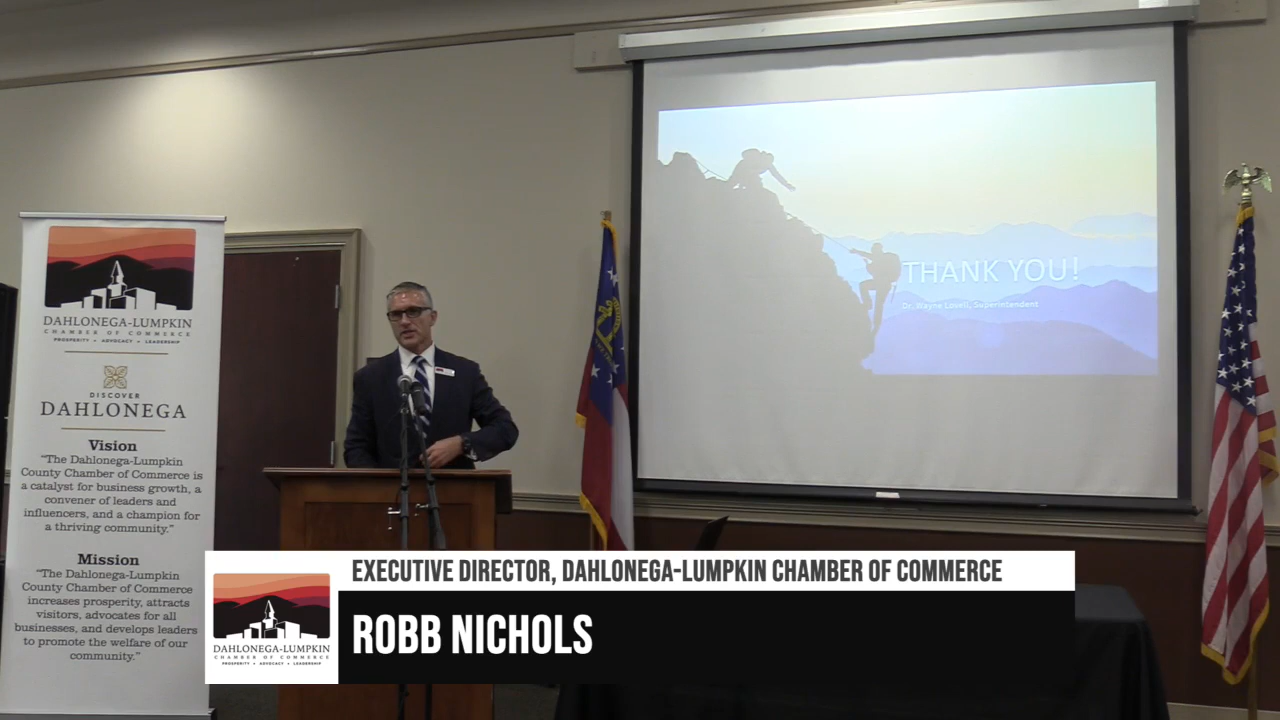 DAHLONEGA-LUMPKIN
CHAMBER OF COMMERCE
PROSPERITY • ADVOCACY • LEADERSHIP
DISCOVER
DAHLONEGA
Vision
“The Dahlonega-Lumpkin
County Chamber of Commerce is
a catalyst for business growth, a
convener of leaders and
influencers, and a champion for
a thriving community.”
Mission
“The Dahlonega-Lumpkin
County Chamber of Commerce
increases prosperity, attracts
visitors, advocates for all
businesses, and develops leaders
to promote the welfare of our
community.”
THANK YOU!
Dr. Wayne Superintendent
EXECUTIVE DIRECTOR, DAHLONEGA-LUMPKIN CHAMBER OF COMMERCE
ROBB NICHOLS
DAHLONEGA-LUMPKIN
CHAMBER OF COMMERCE
PROSPERITY • ADVOCACY • LEADERSHIP